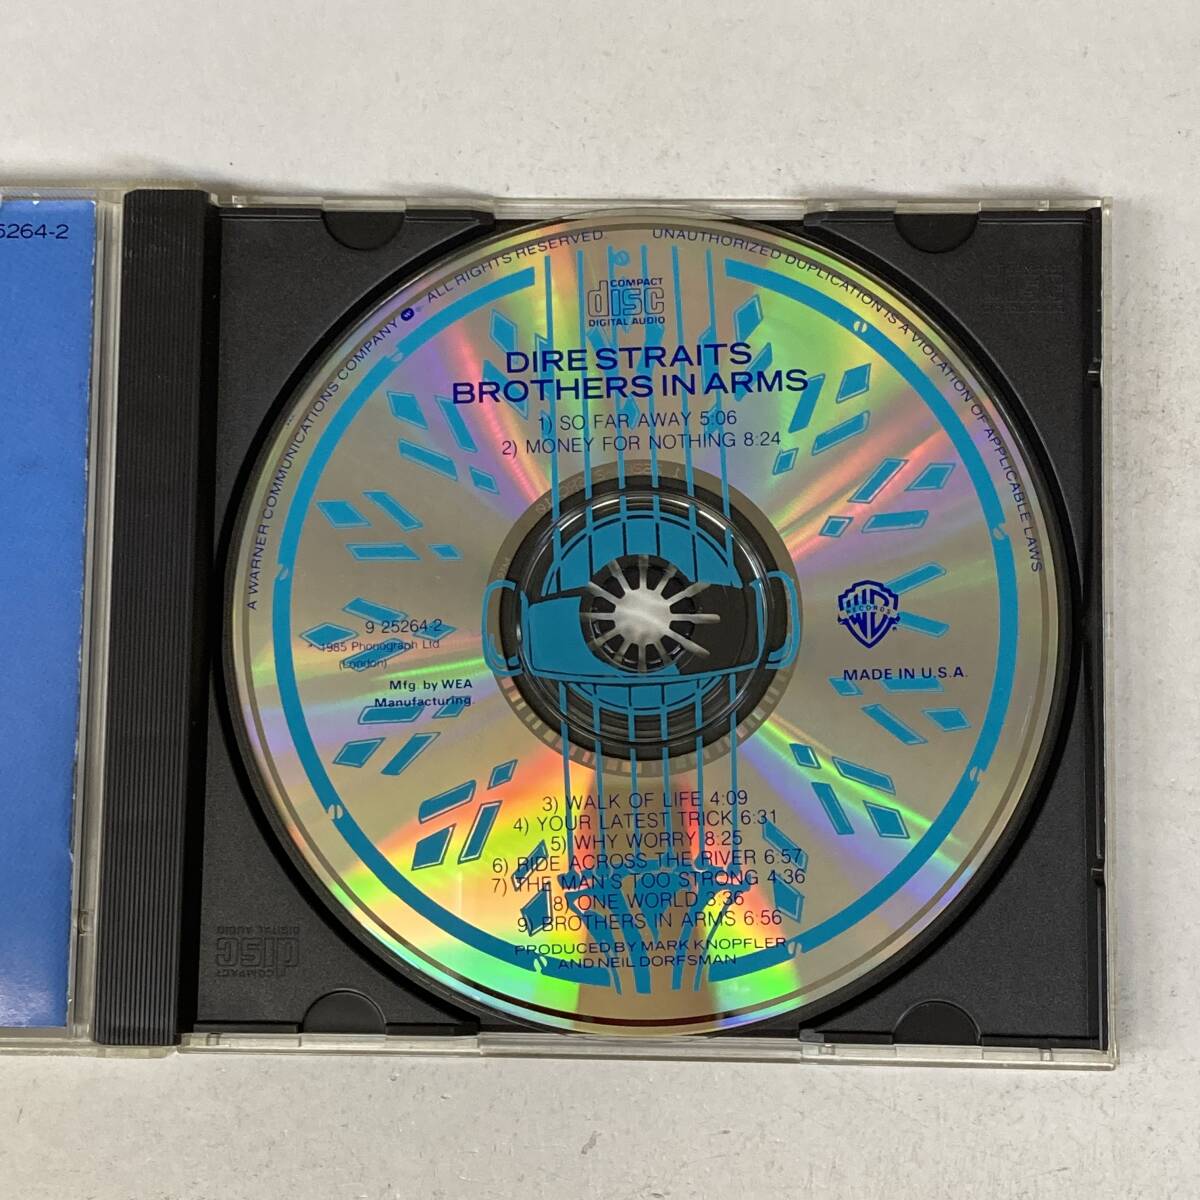 5264-2
A WARNER COMMUNICATIONS COMPANY W ALL RIGHTS RESERVED UNAUTHORIZED DUPLICATION IS A VIOLATION OF APPLICABLE LAWS
COMPACT
disc
DIGITAL AUDIO
DIRE STRAITS
BROTHERS IN ARMS
1) SO FAR AWAY 5:06
2) MONEY FOR NOTHING 8:24
9 25264-2
1985 Phonograph Ltd.
(London)
Mfg. by WEA
Manufacturing.
WB
RECORDS
MADE IN U.S.A.
3) WALK OF LIFE 4:09
4) YOUR LATEST TRICK 6:31
5) WHY WORRY 8:25
6) RIDE ACROSS THE RIVER 6:57
7) THE MAN'S TOO STRONG 4:36
8) ONE WORLD 3:36
9) BROTHERS IN ARMS 6:56
PRODUCED BY MARK KNOPFLER
AND NEIL DORFSMAN
COMPACT
disc
DIGITAL AUDIO